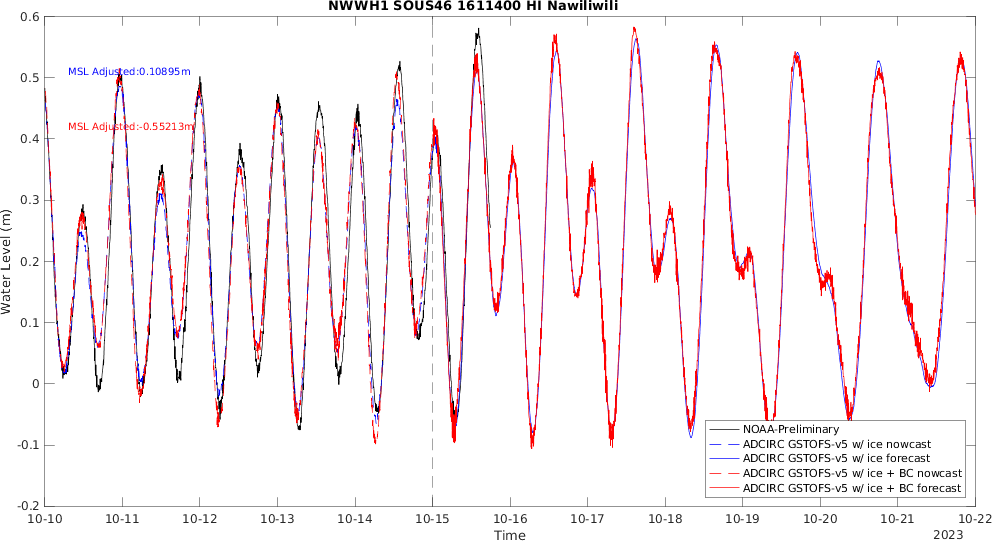 NWWH1 SOUS46 1611400 HI Nawiliwili
0.6
0.5
0.4
0.3
0.2
0.1
0
-0.1
-0.2
Water Level (m)
MSL Adjusted:0.10895m
MSL Adjusted:-0.55213m
NOAA-Preliminary
ADCIRC GSTOFS-v5 w/ ice nowcast
ADCIRC GSTOFS-v5 w/ ice forecast
ADCIRC GSTOFS-v5 w/ ice + BC nowcast
ADCIRC GSTOFS-v5 w/ ice + BC forecast
10-10 10-11 10-12 10-13 10-14 10-15 10-16 10-17 10-18 10-19 10-20 10-21 10-22
Time
2023